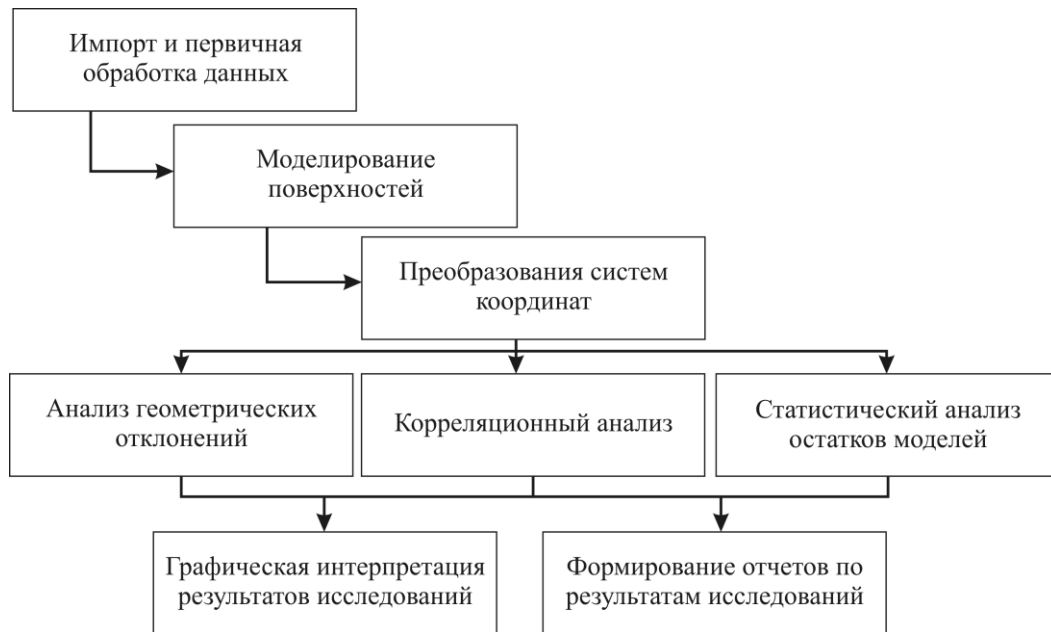 Импорт и первичная
обработка данных
Моделирование
поверхностей
Преобразования систем
координат
Анализ геометрических
отклонений
Корреляционный анализ
Статистический анализ
остатков моделей
Графическая интерпретация
результатов исследований
Формирование отчетов по
результатам исследований